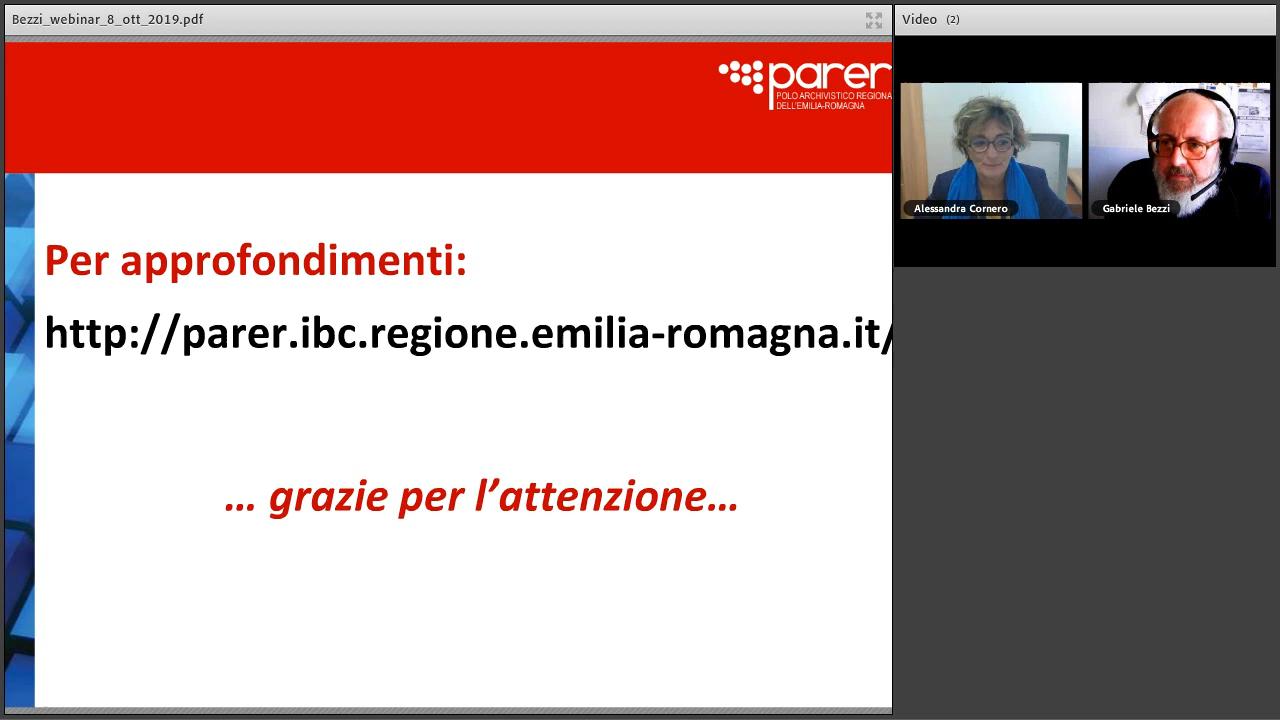 Bezzi_webinar_8_ott_2019.pdf
Video (2)
parer
POLO ARCHIVISTICO REGIONA
DELL'EMILIA-ROMAGNA
Alessandra Cornero
Gabriele Bezzi
Per approfondimenti:
http://parer.ibc.regione.emilia-romagna.it/
... grazie per l’attenzione...